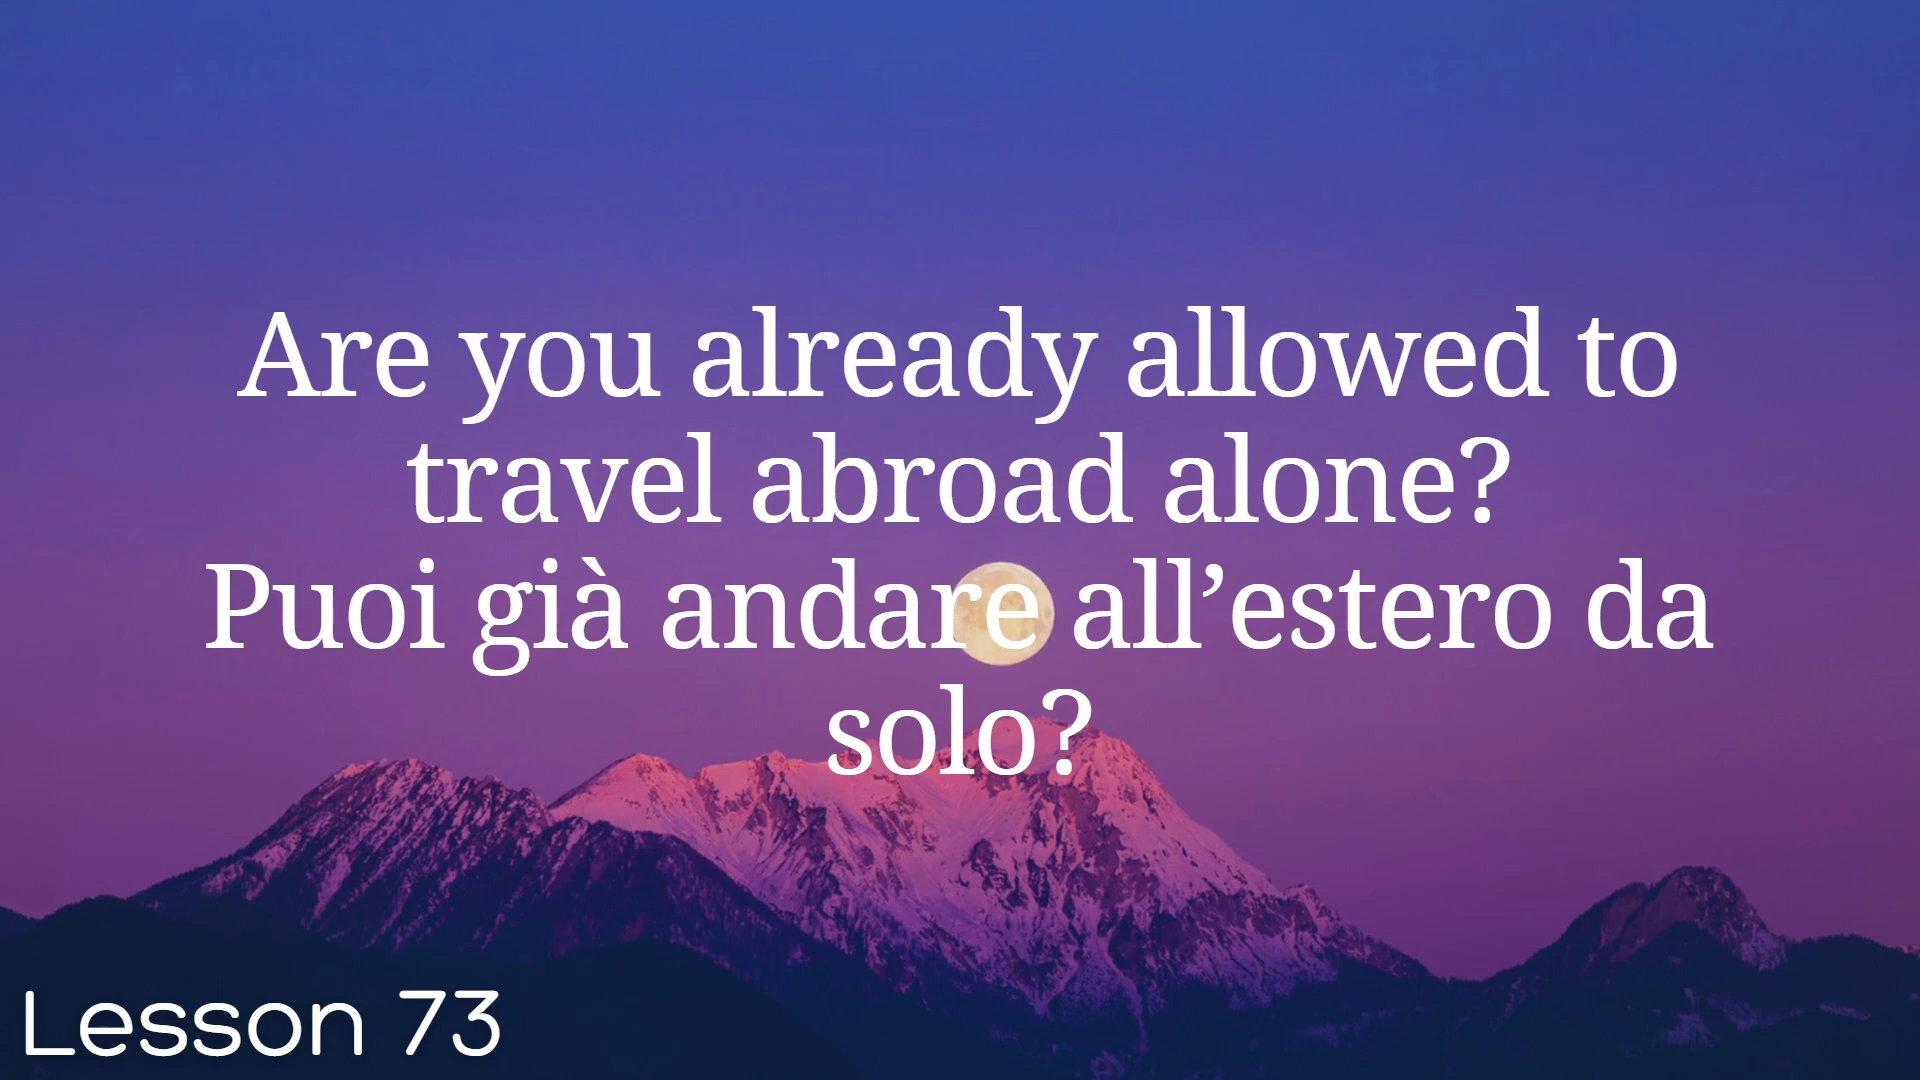 Are you already allowed to
travel abroad alone?
Puoi già andare all’estero da
solo?
Lesson 73